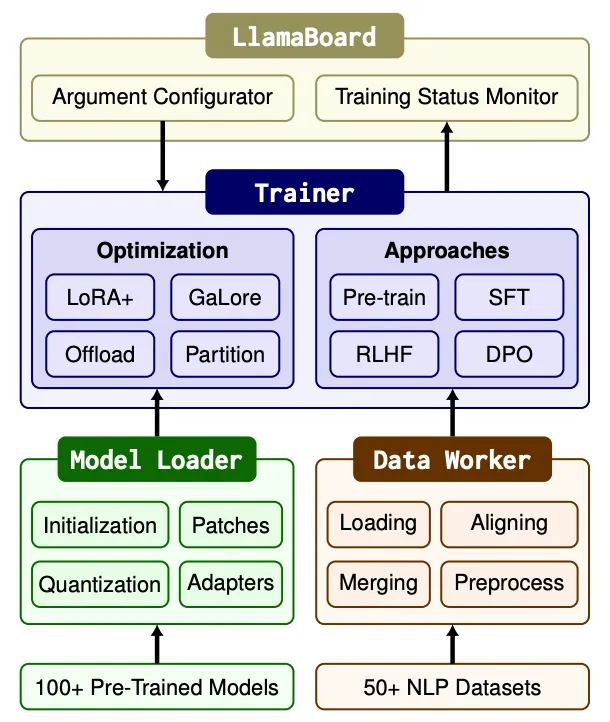 LlamaBoard
Argument Configurator
Training Status Monitor
Trainer
Optimization
LoRA+
GaLore
Offload
Partition
Approaches
Pre-train
SFT
RLHF
DPO
Model Loader
Initialization
Patches
Quantization
Adapters
Data Worker
Loading
Aligning
Merging
Preprocess
100+ Pre-Trained Models
50+ NLP Datasets